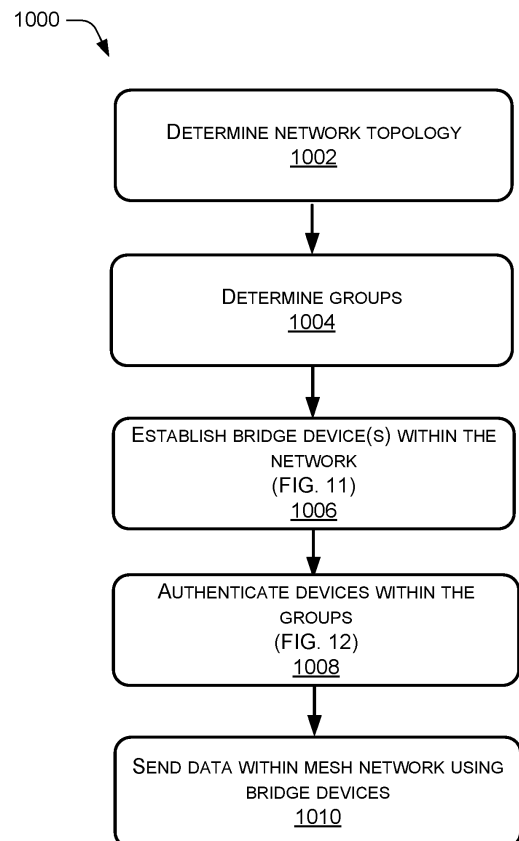 1000
DETERMINE NETWORK TOPOLOGY
1002
DETERMINE GROUPS
1004
ESTABLISH BRIDGE DEVICE(S) WITHIN THE
NETWORK
(FIG. 11)
1006
AUTHENTICATE DEVICES WITHIN THE
GROUPS
(FIG. 12)
1008
SEND DATA WITHIN MESH NETWORK USING
BRIDGE DEVICES
1010